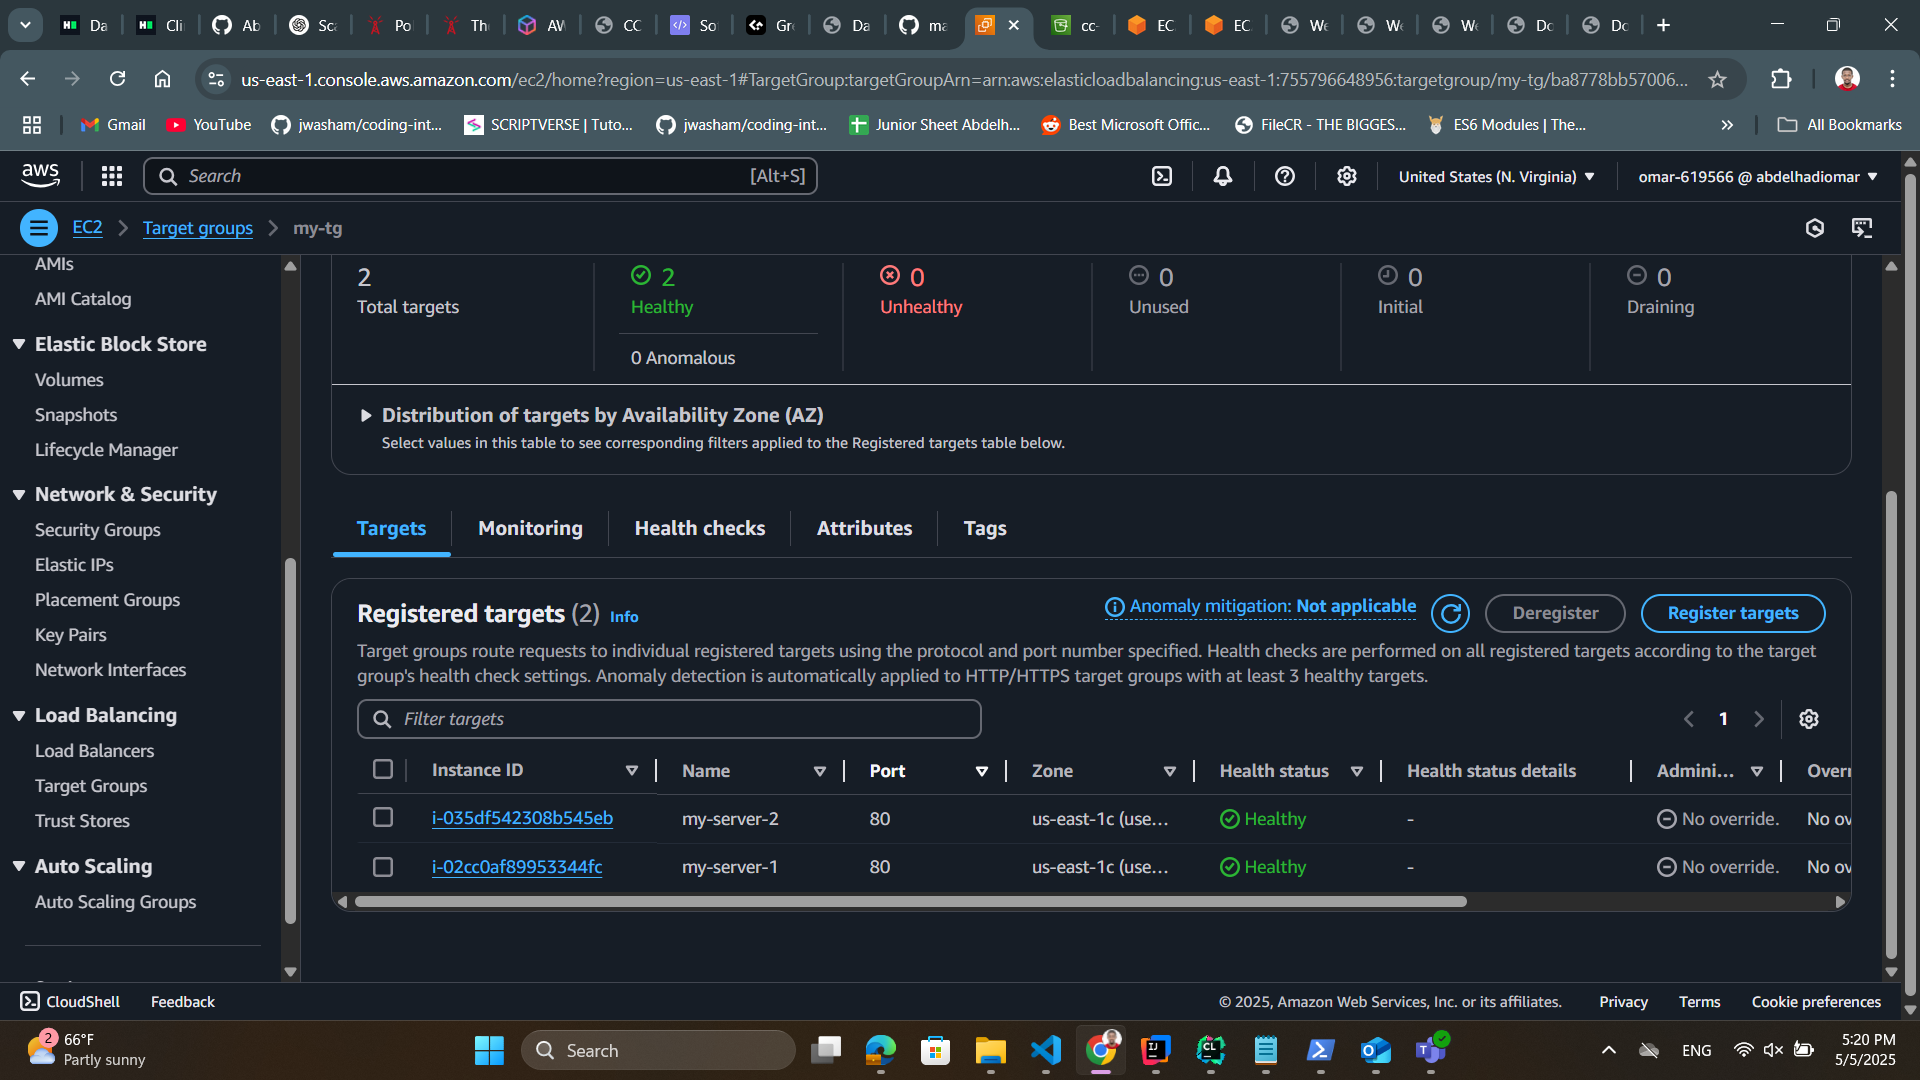 Da
Cli
Ab
Sca
Po
Th
AV
CC
So
Gr
Da
ma
cc-
EC
EC
We
We
We
Do
Do
us-east-1.console.aws.amazon.com/ec2/home?region=us-east-1#TargetGroup:targetGroupArn=arn:aws:elasticloadbalancing:us-east-1:755796648956:targetgroup/my-tg/ba8778bb57006...
Gmail
YouTube
jwasham/coding-int...
SCRIPTVERSE | Tuto...
jwasham/coding-int...
Junior Sheet Abdelh...
Best Microsoft Offic...
FileCR - THE BIGGES...
ES6 Modules | The...
All Bookmarks
aws
Search
[Alt+S]
United States (N. Virginia)
omar-619566 @ abdelhadiomar
EC2
Target groups
my-tg
AMIs
AMI Catalog
Elastic Block Store
Volumes
Snapshots
Lifecycle Manager
Network & Security
Security Groups
Elastic IPs
Placement Groups
Key Pairs
Network Interfaces
Load Balancing
Load Balancers
Target Groups
Trust Stores
Auto Scaling
Auto Scaling Groups
2
Total targets
2
Healthy
0 Anomalous
0
Unhealthy
0
Unused
0
Initial
0
Draining
Distribution of targets by Availability Zone (AZ)
Select values in this table to see corresponding filters applied to the Registered targets table below.
Targets
Monitoring
Health checks
Attributes
Tags
Registered targets (2) Info
Anomaly mitigation: Not applicable
Deregister
Register targets
Target groups route requests to individual registered targets using the protocol and port number specified. Health checks are performed on all registered targets according to the target
group's health check settings. Anomaly detection is automatically applied to HTTP/HTTPS target groups with at least 3 healthy targets.
Filter targets
1
Instance ID Name Port Zone Health status Health status details Admini... Overr
i-035df542308b545eb my-server-2 80 us-east-1c (use... Healthy - No override. No ov
i-02cc0af89953344fc my-server-1 80 us-east-1c (use... Healthy - No override. No ov
CloudShell
Feedback
© 2025, Amazon Web Services, Inc. or its affiliates.
Privacy
Terms
Cookie preferences
2
66°F
Partly sunny
Search
ENG
5:20 PM
5/5/2025